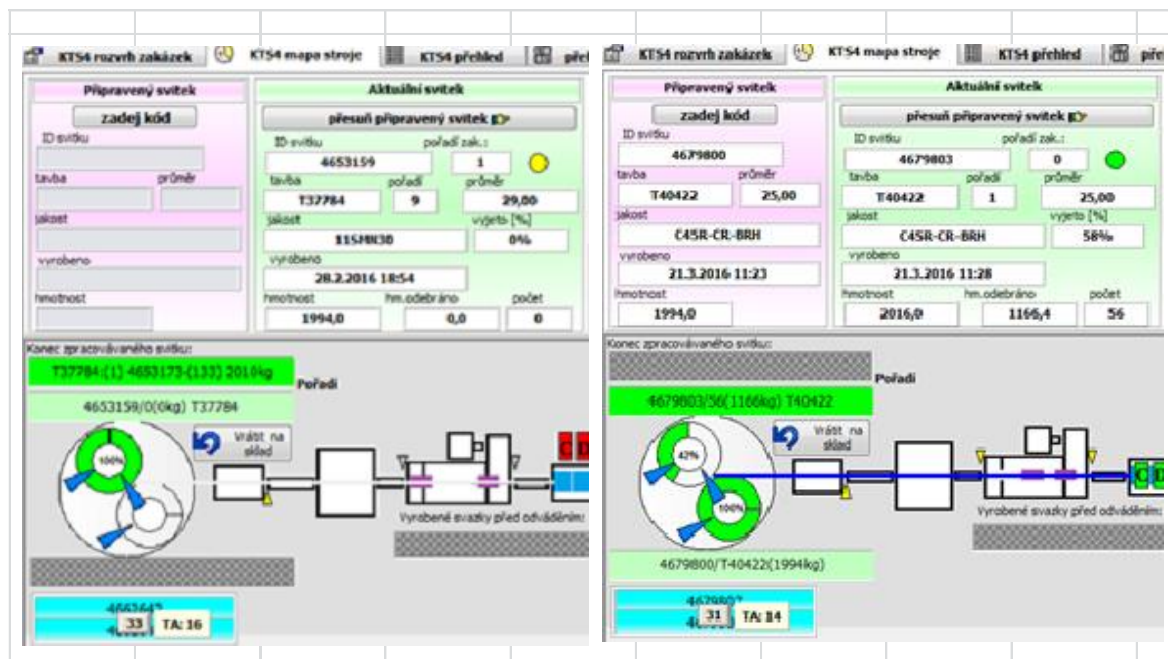 KTS4 rozvrh zakázek KTS4 mapa stroje KTS4 přehled
Připravený svitek Aktuální svitek
zadej kód přesuň připravený svitek
ID svitku ID svitku pořadí zak.:
4653159 1
tavba průměr tavba pořadí průměr
T37784 9 29,00
jakost jakost vyjeto [%]
11SMN30 0%
vyrobeno vyrobeno
28.2.2016 18:54
hmotnost hmotnost hm.odebráno počet
1994,0 0,0 0
Konec zpracovávaného svitku:
T37784:(1) 4653173-(133) 2010kg
Pořadí
4653159/0(0kg) T37784
100%
Vrátit na
sklad
C
Vyrobené svazky před odváděním:
33 TA: 16
KTS4 rozvrh zakázek KTS4 mapa stroje KTS4 přehled
Připravený svitek Aktuální svitek
zadej kód přesuň připravený svitek
ID svitku ID svitku pořadí zak.:
4679800 4679803 0
tavba průměr tavba pořadí průměr
T40422 25,00 T40422 1 25,00
jakost jakost vyjeto [%]
C45R-CR-BRH C45R-CR-BRH 58%
vyrobeno vyrobeno
21.3.2016 11:23 21.3.2016 11:28
hmotnost hmotnost hm.odebráno počet
1994,0 2016,0 1166,4 56
Konec zpracovávaného svitku:
Pořadí
4679803/56(1166kg) T40422
42%
Vrátit na
sklad
C D
100%
Vyrobené svazky před odváděním:
4679800/T40422(1994kg)
31 TA: 14